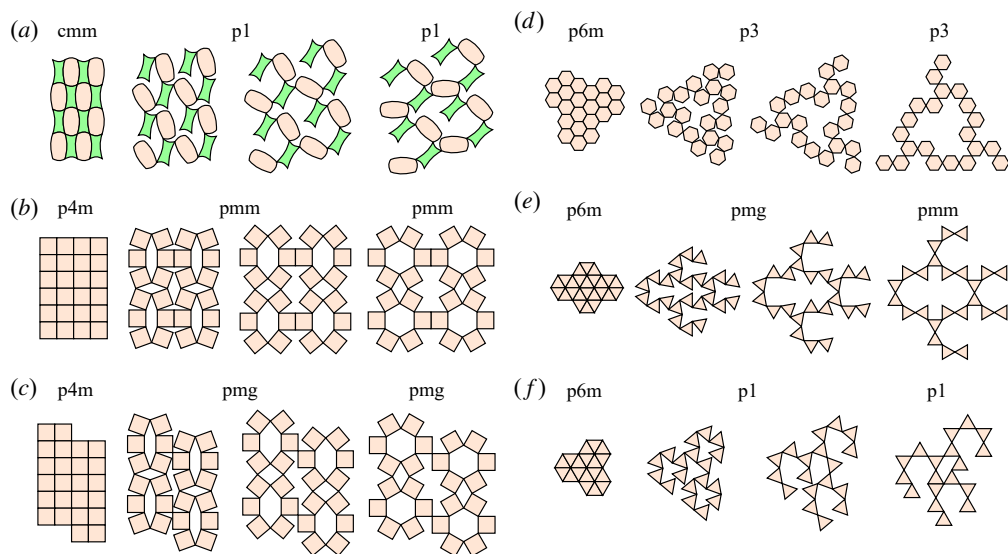 (a) cmm p1 p1
(b) p4m pmm pmm
(c) p4m pmg pmg
(d) p6m p3 p3
(e) p6m pmg pmm
(f) p6m p1 p1